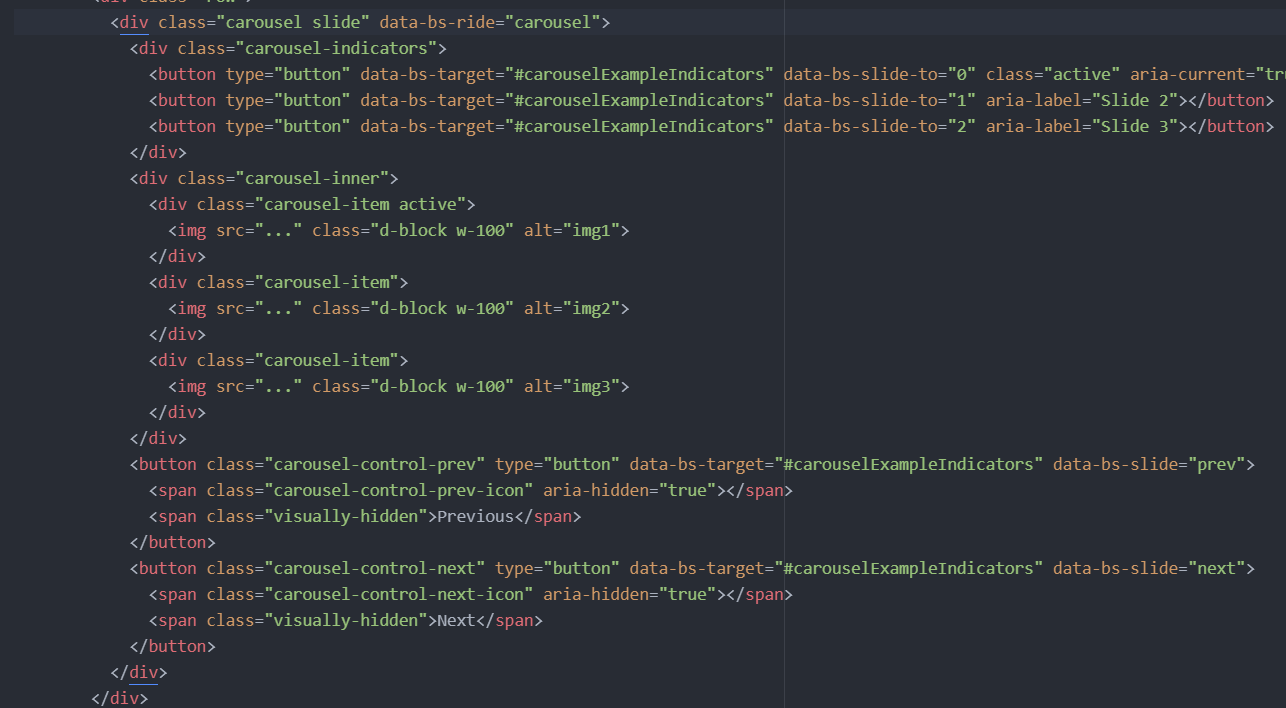 <div class="carousel slide" data-bs-ride="carousel">
<div class="carousel-indicators">
<button type="button" data-bs-target="#carouselExampleIndicators" data-bs-slide-to="0" class="active" aria-current="tr
<button type="button" data-bs-target="#carouselExampleIndicators" data-bs-slide-to="1" aria-label="Slide 2"></button>
<button type="button" data-bs-target="#carouselExampleIndicators" data-bs-slide-to="2" aria-label="Slide 3"></button>
</div>
<div class="carousel-inner">
<div class="carousel-item active">
<img src="..." class="d-block w-100" alt="img1">
</div>
<div class="carousel-item">
<img src="..." class="d-block w-100" alt="img2">
</div>
<div class="carousel-item">
<img src="..." class="d-block w-100" alt="img3">
</div>
</div>
<button class="carousel-control-prev" type="button" data-bs-target="#carouselExampleIndicators" data-bs-slide="prev">
<span class="carousel-control-prev-icon" aria-hidden="true"></span>
<span class="visually-hidden">Previous</span>
</button>
<button class="carousel-control-next" type="button" data-bs-target="#carouselExampleIndicators" data-bs-slide="next">
<span class="carousel-control-next-icon" aria-hidden="true"></span>
<span class="visually-hidden">Next</span>
</button>
</div>
</div>